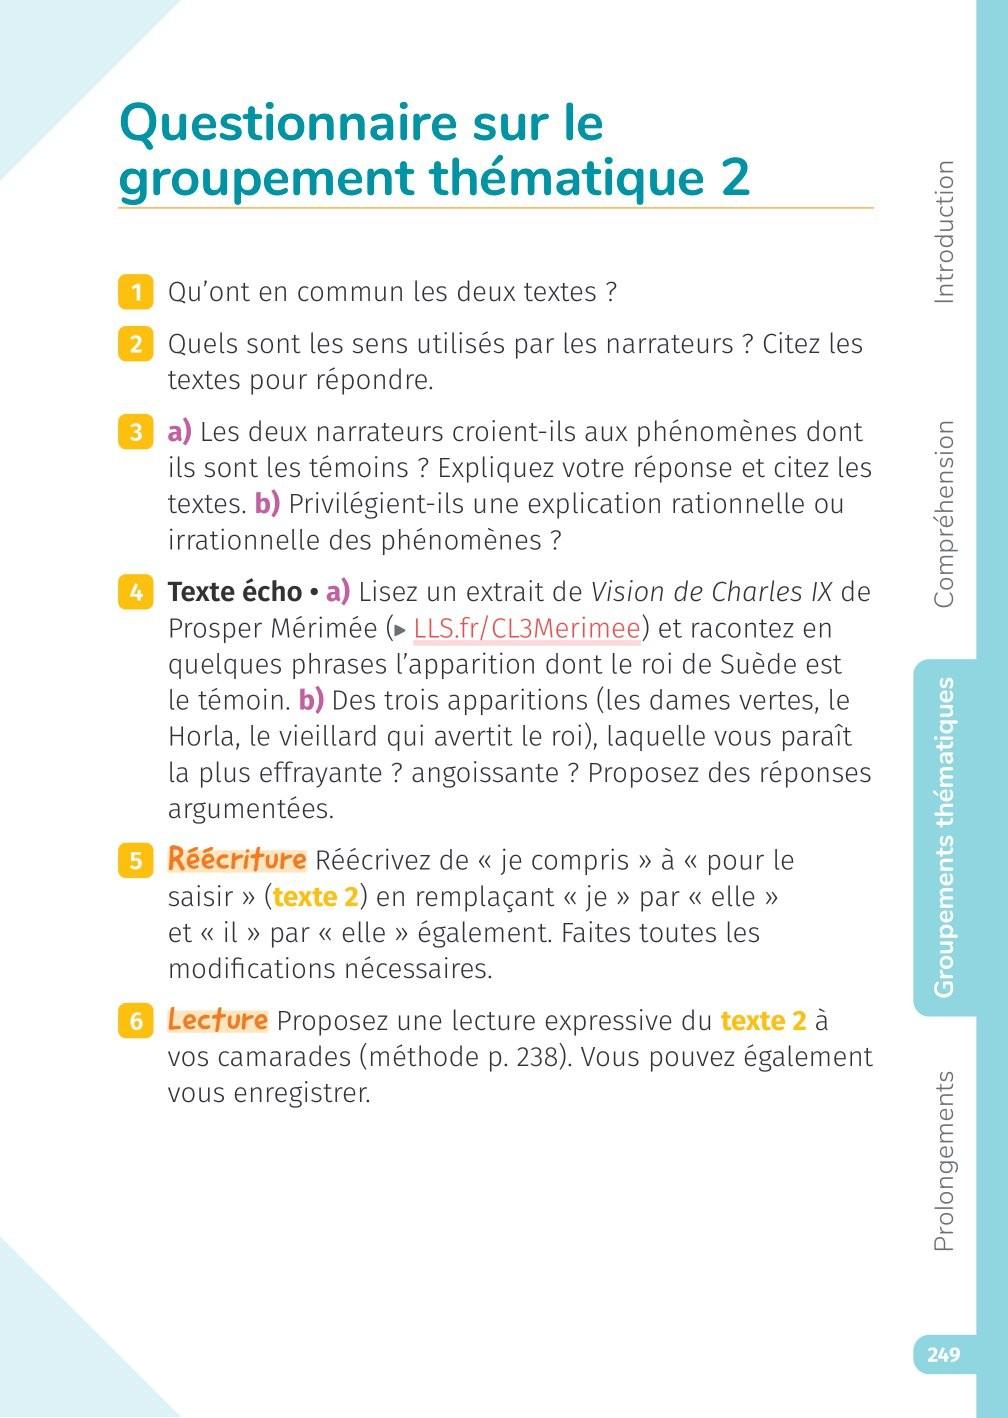 Questionnaire sur le
groupement thématique 2
1 Qu’ont en commun les deux textes ?
2 Quels sont les sens utilisés par les narrateurs ? Citez les
textes pour répondre.
3 a) Les deux narrateurs croient-ils aux phénomènes dont
ils sont les témoins ? Expliquez votre réponse et citez les
textes. b) Privilégient-ils une explication rationnelle ou
irrationnelle des phénomènes ?
4 Texte écho • a) Lisez un extrait de Vision de Charles IX de
Prosper Mérimée (▸ LLS.fr/CL3Merimee) et racontez en
quelques phrases l’apparition dont le roi de Suède est
le témoin. b) Des trois apparitions (les dames vertes, le
Horla, le vieillard qui avertit le roi), laquelle vous paraît
la plus effrayante ? angoissante ? Proposez des réponses
argumentées.
5 Réécriture Réécrivez de « je compris » à « pour le
saisir » (texte 2) en remplaçant « je » par « elle »
et « il » par « elle » également. Faites toutes les
modifications nécessaires.
6 Lecture Proposez une lecture expressive du texte 2 à
vos camarades (méthode p. 238). Vous pouvez également
vous enregistrer.
Introduction
Compréhension
Groupements thématiques
Prolongements
249